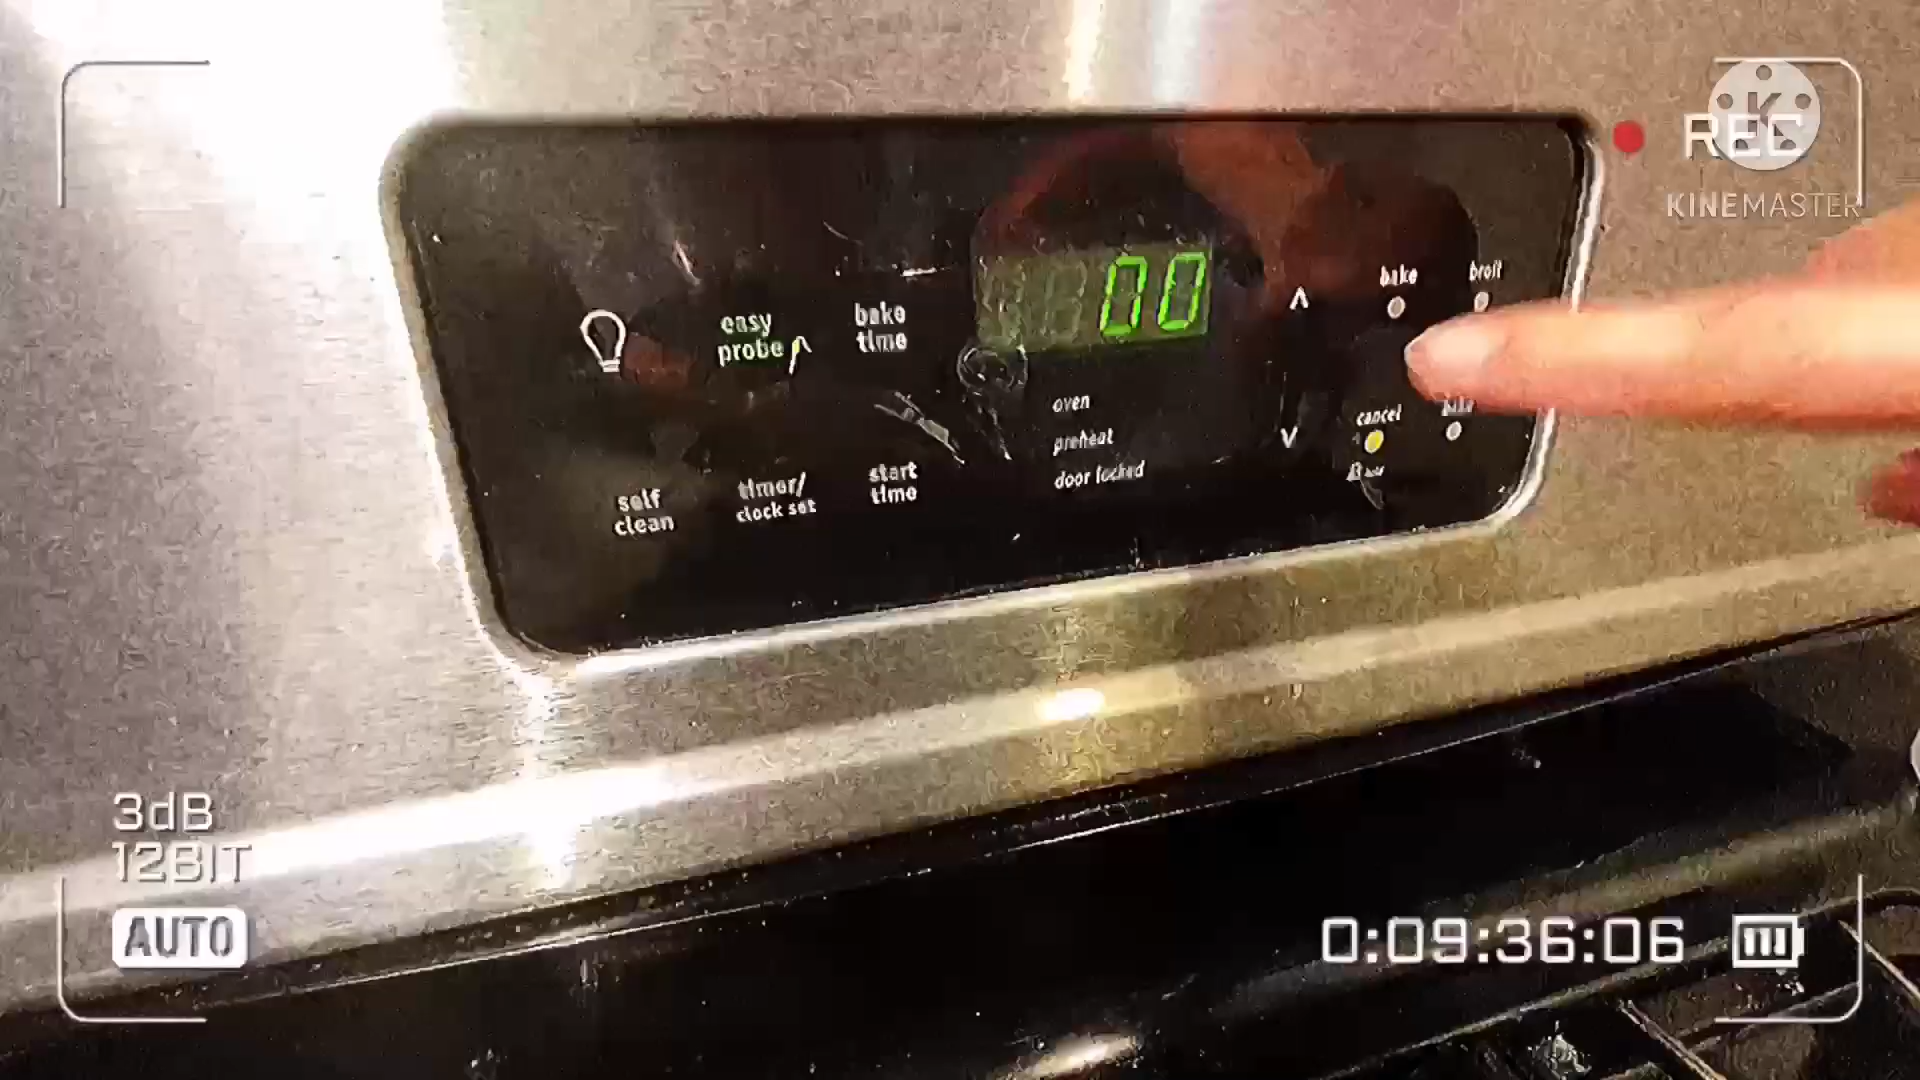 REC
KINEMASTER
bake
broil
easy
probe
bake
time
00
oven
preheat
door locked
cancel
self
clean
timer/
clock set
start
time
3dB
12BIT
AUTO
0:09:36:06